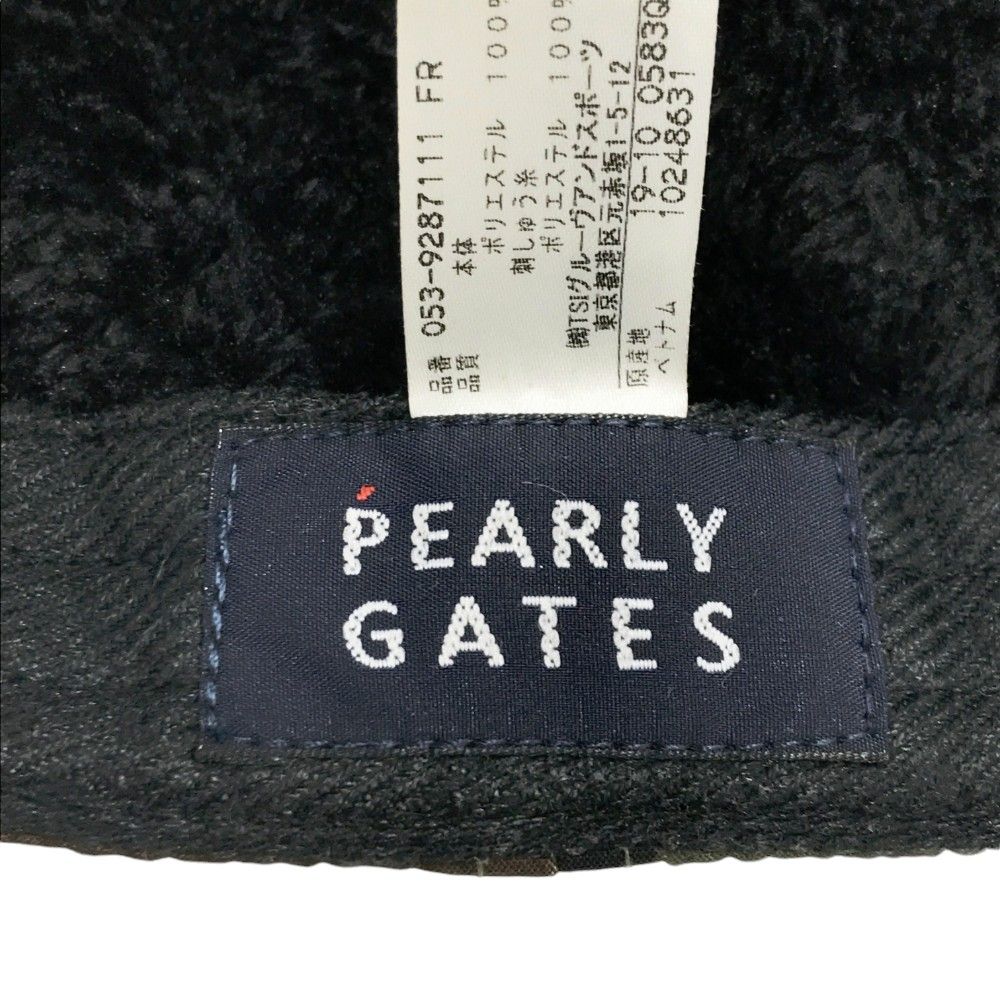 品番 053-9287111 FR
品質 本体
ポリエステル 100%
刺しゅう糸
ポリエステル 100%
㈱TSIグルーヴアンドスポーツ
東京都港区元赤坂1-5-12
原産地 19-10 0583Q
ベトナム 10248631
PEARLY
GATES